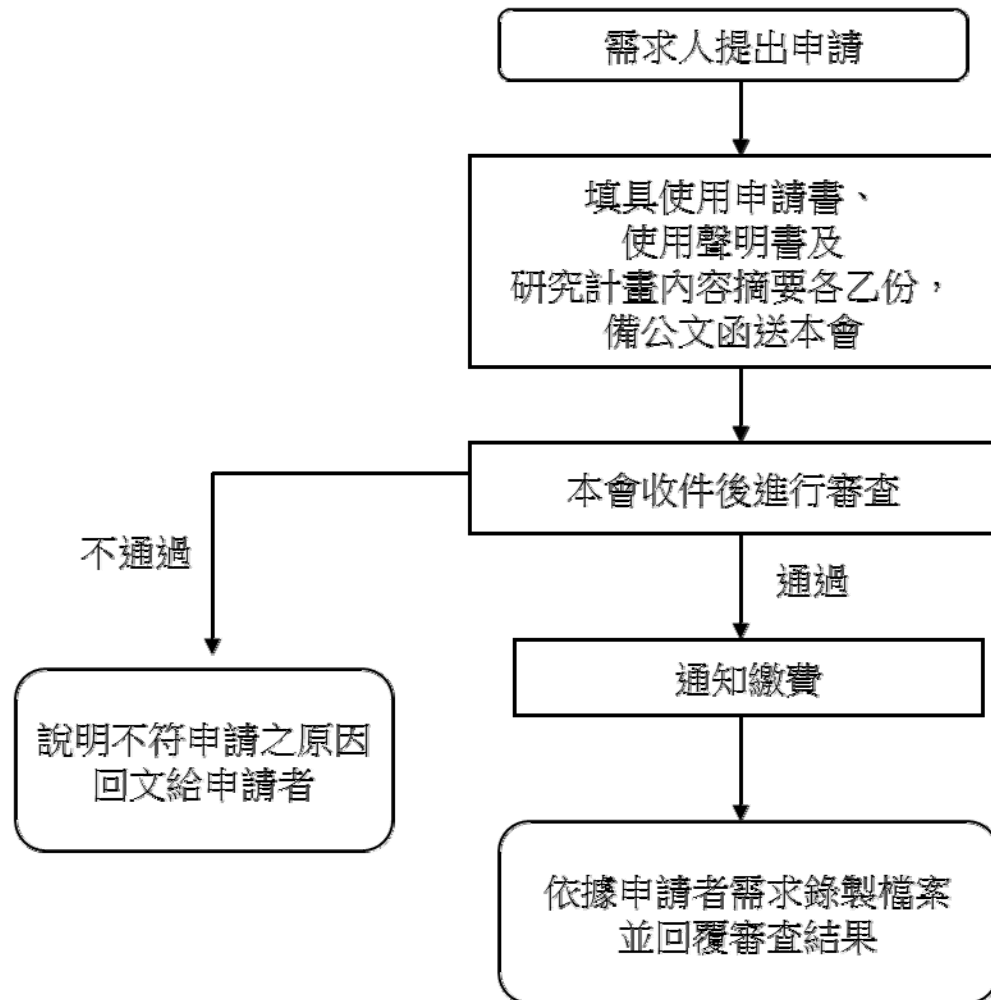 需求人提出申請
填具使用申請書、
使用聲明書及
研究計畫內容摘要各乙份，
備公文函送本會
本會收件後進行審查
不通過
通過
通知繳費
說明不符申請之原因
回文給申請者
依據申請者需求錄製檔案
並回覆審查結果